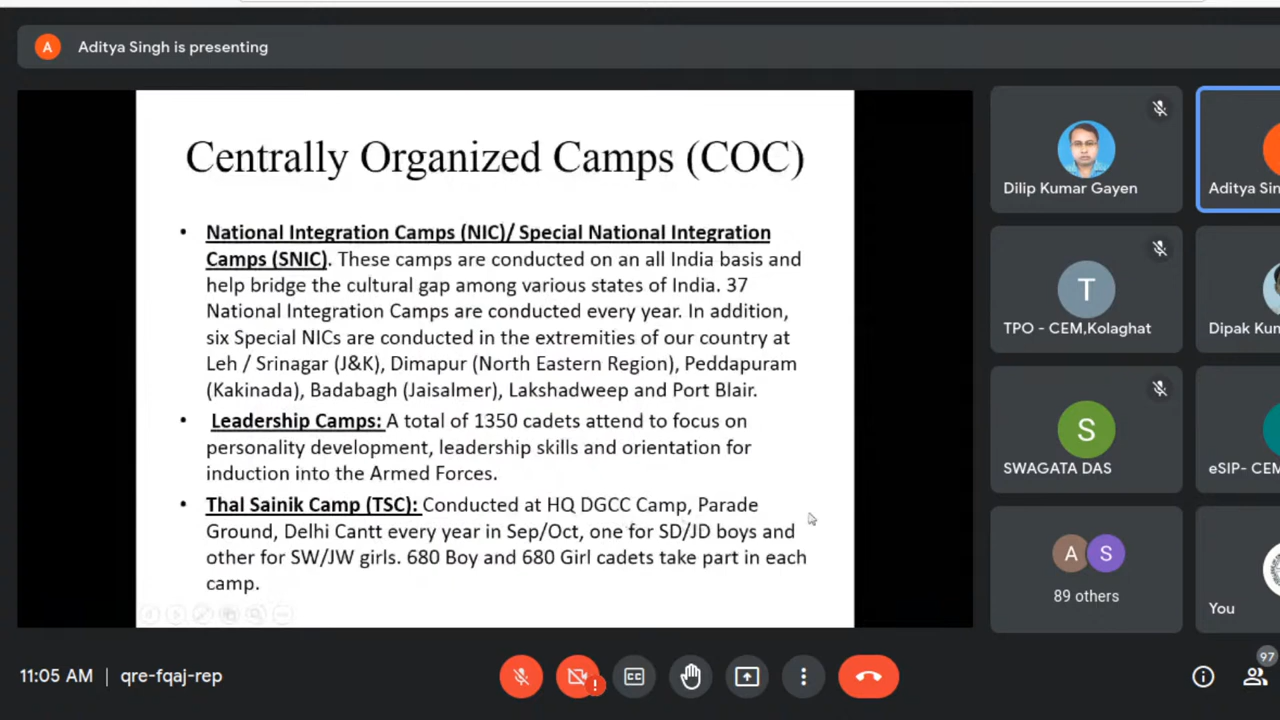 A Aditya Singh is presenting
Centrally Organized Camps (COC)
• National Integration Camps (NIC)/ Special National Integration
Camps (SNIC). These camps are conducted on an all India basis and
help bridge the cultural gap among various states of India. 37
National Integration Camps are conducted every year. In addition,
six Special NICs are conducted in the extremities of our country at
Leh / Srinagar (J&K), Dimapur (North Eastern Region), Peddapuram
(Kakinada), Badabagh (Jaisalmer), Lakshadweep and Port Blair.
• Leadership Camps: A total of 1350 cadets attend to focus on
personality development, leadership skills and orientation for
induction into the Armed Forces.
• Thal Sainik Camp (TSC): Conducted at HQ DGCC Camp, Parade
Ground, Delhi Cantt every year in Sep/Oct, one for SD/JD boys and
other for SW/JW girls. 680 Boy and 680 Girl cadets take part in each
camp.
Dilip Kumar Gayen
Aditya Sin
T
TPO - CEM,Kolaghat
Dipak Kum
S
SWAGATA DAS
eSIP- CEM
A S
89 others
You
11:05 AM | qre-fqaj-rep
CC
!
97